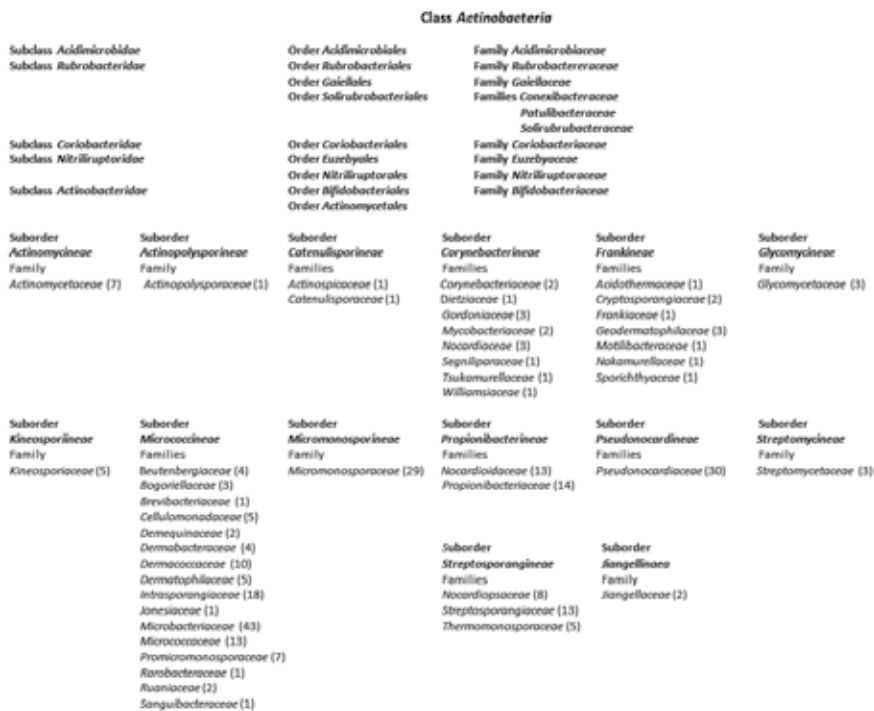 Class Actinobacteria
Subclass Acidimicrobidae Order Acidimicrobiales Family Acidimicrobiaceae
Subclass Rubrobacteridae Order Rubrobacteriales Family Rubrobactereraceae
Order Gaiellales Family Gaiellaceae
Order Solirubrobacteriales Families Conexibacteraceae
Patulibacteraceae
Solirubrubacteraceae
Subclass Coriobacteridae Order Coriobacteriales Family Coriobacteriaceae
Subclass Nitriliruptoridae Order Euzebyales Family Euzebyaceae
Order Nitriliruptorales Family Nitriliruptoraceae
Subclass Actinobacteridae Order Bifidobacteriales Family Bifidobacteriaceae
Order Actinomycetales
Suborder Suborder Suborder Suborder Suborder Suborder
Actinomycineae Actinopolysporineae Catenulisporineae Corynebacterineae Frankineae Glycomycineae
Family Family Families Families Families Family
Actinomycetaceae (7) Actinopolysporaceae (1) Actinospicaceae (1) Corynebacteriaceae (2) Acidothermaceae (1) Glycomycetaceae (3)
Catenulisporaceae (1) Dietziaceae (1) Cryptosporangiaceae (2)
Gordoniaceae (3) Frankiaceae (1)
Mycobacteriaceae (2) Geodermatophilaceae (3)
Nocardiaceae (3) Motilibacteraceae (1)
Segniliparaceae (1) Nakamurellaceae (1)
Tsukamurellaceae (1) Sporichthyaceae (1)
Williamsiaceae (1)
Suborder Suborder Suborder Suborder Suborder Suborder
Kineosporiineae Micrococcineae Micromonosporineae Propionibacterineae Pseudonocardineae Streptomycineae
Family Families Family Families Families Family
Kineosporiaceae (5) Beutenbergiaceae (4) Micromonosporaceae (29) Nocardioidaceae (13) Pseudonocardiaceae (30) Streptomycetaceae (3)
Bogoriellaceae (3) Propionibacteriaceae (14)
Brevibacteriaceae (1)
Cellulomonadaceae (5)
Demequinaceae (2)
Dermabacteraceae (4) Suborder Suborder
Dermacoccaceae (10) Streptosporangineae Jiangellinaea
Dermatophilaceae (5) Families Family
Intrasporangiaceae (18) Nocardiopsaceae (8) Jiangellaceae (2)
Jonesiaceae (1) Streptosporangiaceae (13)
Microbacteriaceae (43) Thermomonosporaceae (5)
Micrococcaceae (13)
Promicromonosporaceae (7)
Rarobacteraceae (1)
Ruaniaceae (2)
Sanguibacteraceae (1)